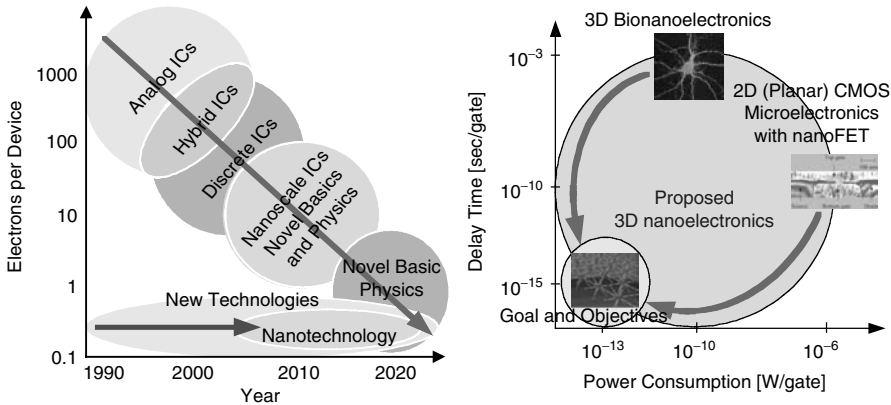 1000
100
10
1
0.1
Electrons per Device
Analog ICs
Hybrid ICs
Discrete ICs
Nanoscale ICs
Novel Basics
and Physics
Novel Basic
Physics
New Technologies
Nanotechnology
1990
2000
2010
2020
Year
3D Bionanoelectronics
10–3
10–10
10–15
Delay Time [sec/gate]
2D (Planar) CMOS
Microelectronics
with nanoFET
Proposed
3D nanoelectronics
Goal and Objectives
10–13
10–10
10–6
Power Consumption [W/gate]